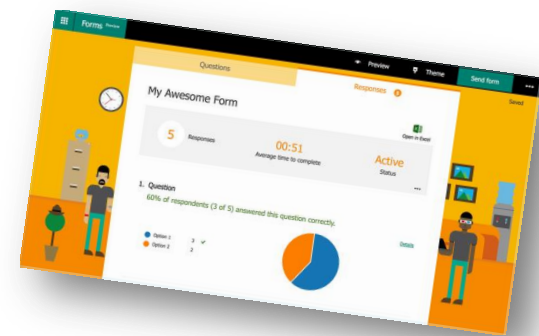 Forms Preview
Preview
Theme
Send form
...
Saved
Questions
Responses 5
My Awesome Form
Open in Excel
5 Responses
00:51
Average time to complete
Active
Status
...
1. Question
60% of respondents (3 of 5) answered this question correctly.
Option 1 3 ✓
Option 2 2
Details